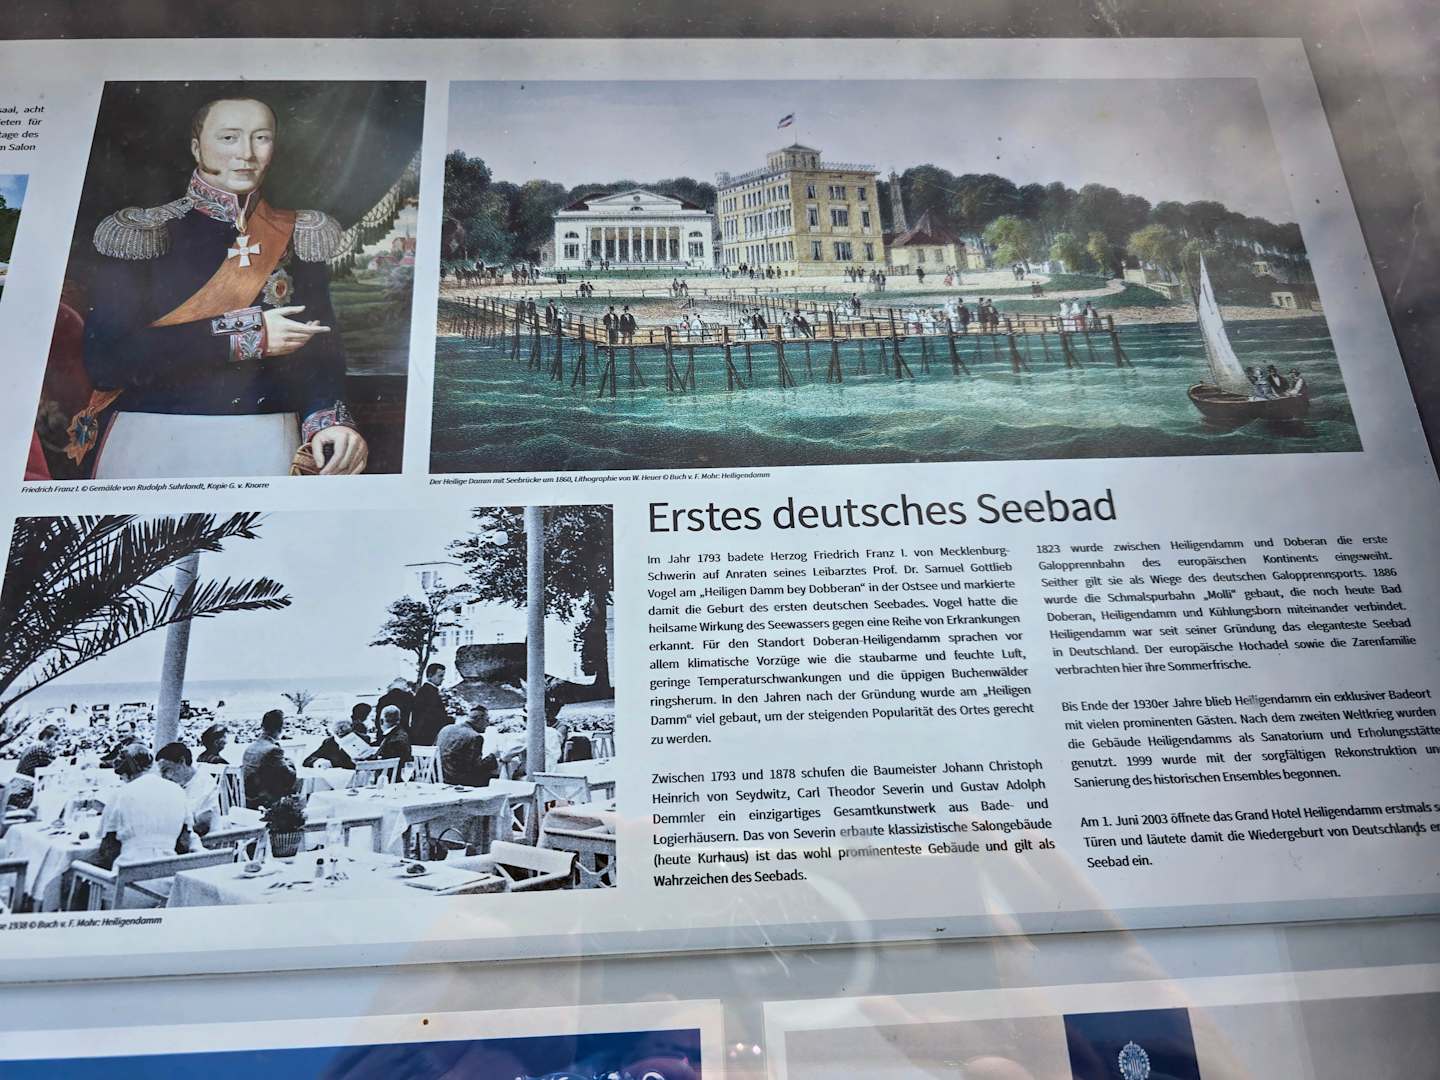 saal, acht
ieten für
tage des
m Salon
Friedrich Franz I. © Gemälde von Rudolph Suhrlandt, Kopie G. v. Knorre
Der Heilige Damm mit Seebrücke um 1860, Lithographie von W. Heuer © Buch v. F. Mohr: Heiligendamm
Erstes deutsches Seebad
Im Jahr 1793 badete Herzog Friedrich Franz I. von Mecklenburg-
Schwerin auf Anraten seines Leibarztes Prof. Dr. Samuel Gottlieb
Vogel am „Heiligen Damm bey Dobberan“ in der Ostsee und markierte
damit die Geburt des ersten deutschen Seebades. Vogel hatte die
heilsame Wirkung des Seewassers gegen eine Reihe von Erkrankungen
erkannt. Für den Standort Doberan-Heiligendamm sprachen vor
allem klimatische Vorzüge wie die staubarme und feuchte Luft,
geringe Temperaturschwankungen und die üppigen Buchenwälder
ringsherum. In den Jahren nach der Gründung wurde am „Heiligen
Damm“ viel gebaut, um der steigenden Popularität des Ortes gerecht
zu werden.
Zwischen 1793 und 1878 schufen die Baumeister Johann Christoph
Heinrich von Seydwitz, Carl Theodor Severin und Gustav Adolph
Demmler ein einzigartiges Gesamtkunstwerk aus Bade- und
Logierhäusern. Das von Severin erbaute klassizistische Salongebäude
(heute Kurhaus) ist das wohl prominenteste Gebäude und gilt als
Wahrzeichen des Seebads.
1823 wurde zwischen Heiligendamm und Doberan die erste
Galopprennbahn des europäischen Kontinents eingeweiht.
Seither gilt sie als Wiege des deutschen Galopprennsports. 1886
wurde die Schmalspurbahn „Molli“ gebaut, die noch heute Bad
Doberan, Heiligendamm und Kühlungsborn miteinander verbindet.
Heiligendamm war seit seiner Gründung das eleganteste Seebad
in Deutschland. Der europäische Hochadel sowie die Zarenfamilie
verbrachten hier ihre Sommerfrische.
Bis Ende der 1930er Jahre blieb Heiligendamm ein exklusiver Badeort
mit vielen prominenten Gästen. Nach dem zweiten Weltkrieg wurden
die Gebäude Heiligendamms als Sanatorium und Erholungsstätte
genutzt. 1999 wurde mit der sorgfältigen Rekonstruktion und
Sanierung des historischen Ensembles begonnen.
Am 1. Juni 2003 öffnete das Grand Hotel Heiligendamm erstmals s
Türen und läutete damit die Wiedergeburt von Deutschlands er
Seebad ein.
se 1938 © Buch v. F. Mohr: Heiligendamm